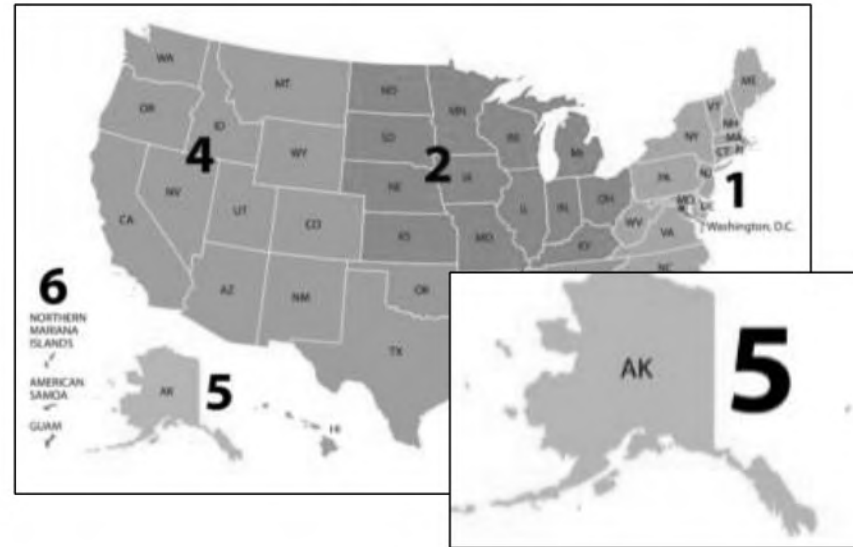 WA
OR
CA
ID
4
NV
MT
WY
UT
CO
AZ
NM
ND
SD
NE
KS
OK
TX
2
MN
IA
MO
IL
IN
MI
OH
KY
WV
VA
NC
PA
NY
VT
NH
ME
MA
CT
RI
NJ
MD
DE
1
Washington, D.C.
6
NORTHERN
MARIANA
ISLANDS
AMERICAN
SAMOA
GUAM
AK
5
HI
AK
5